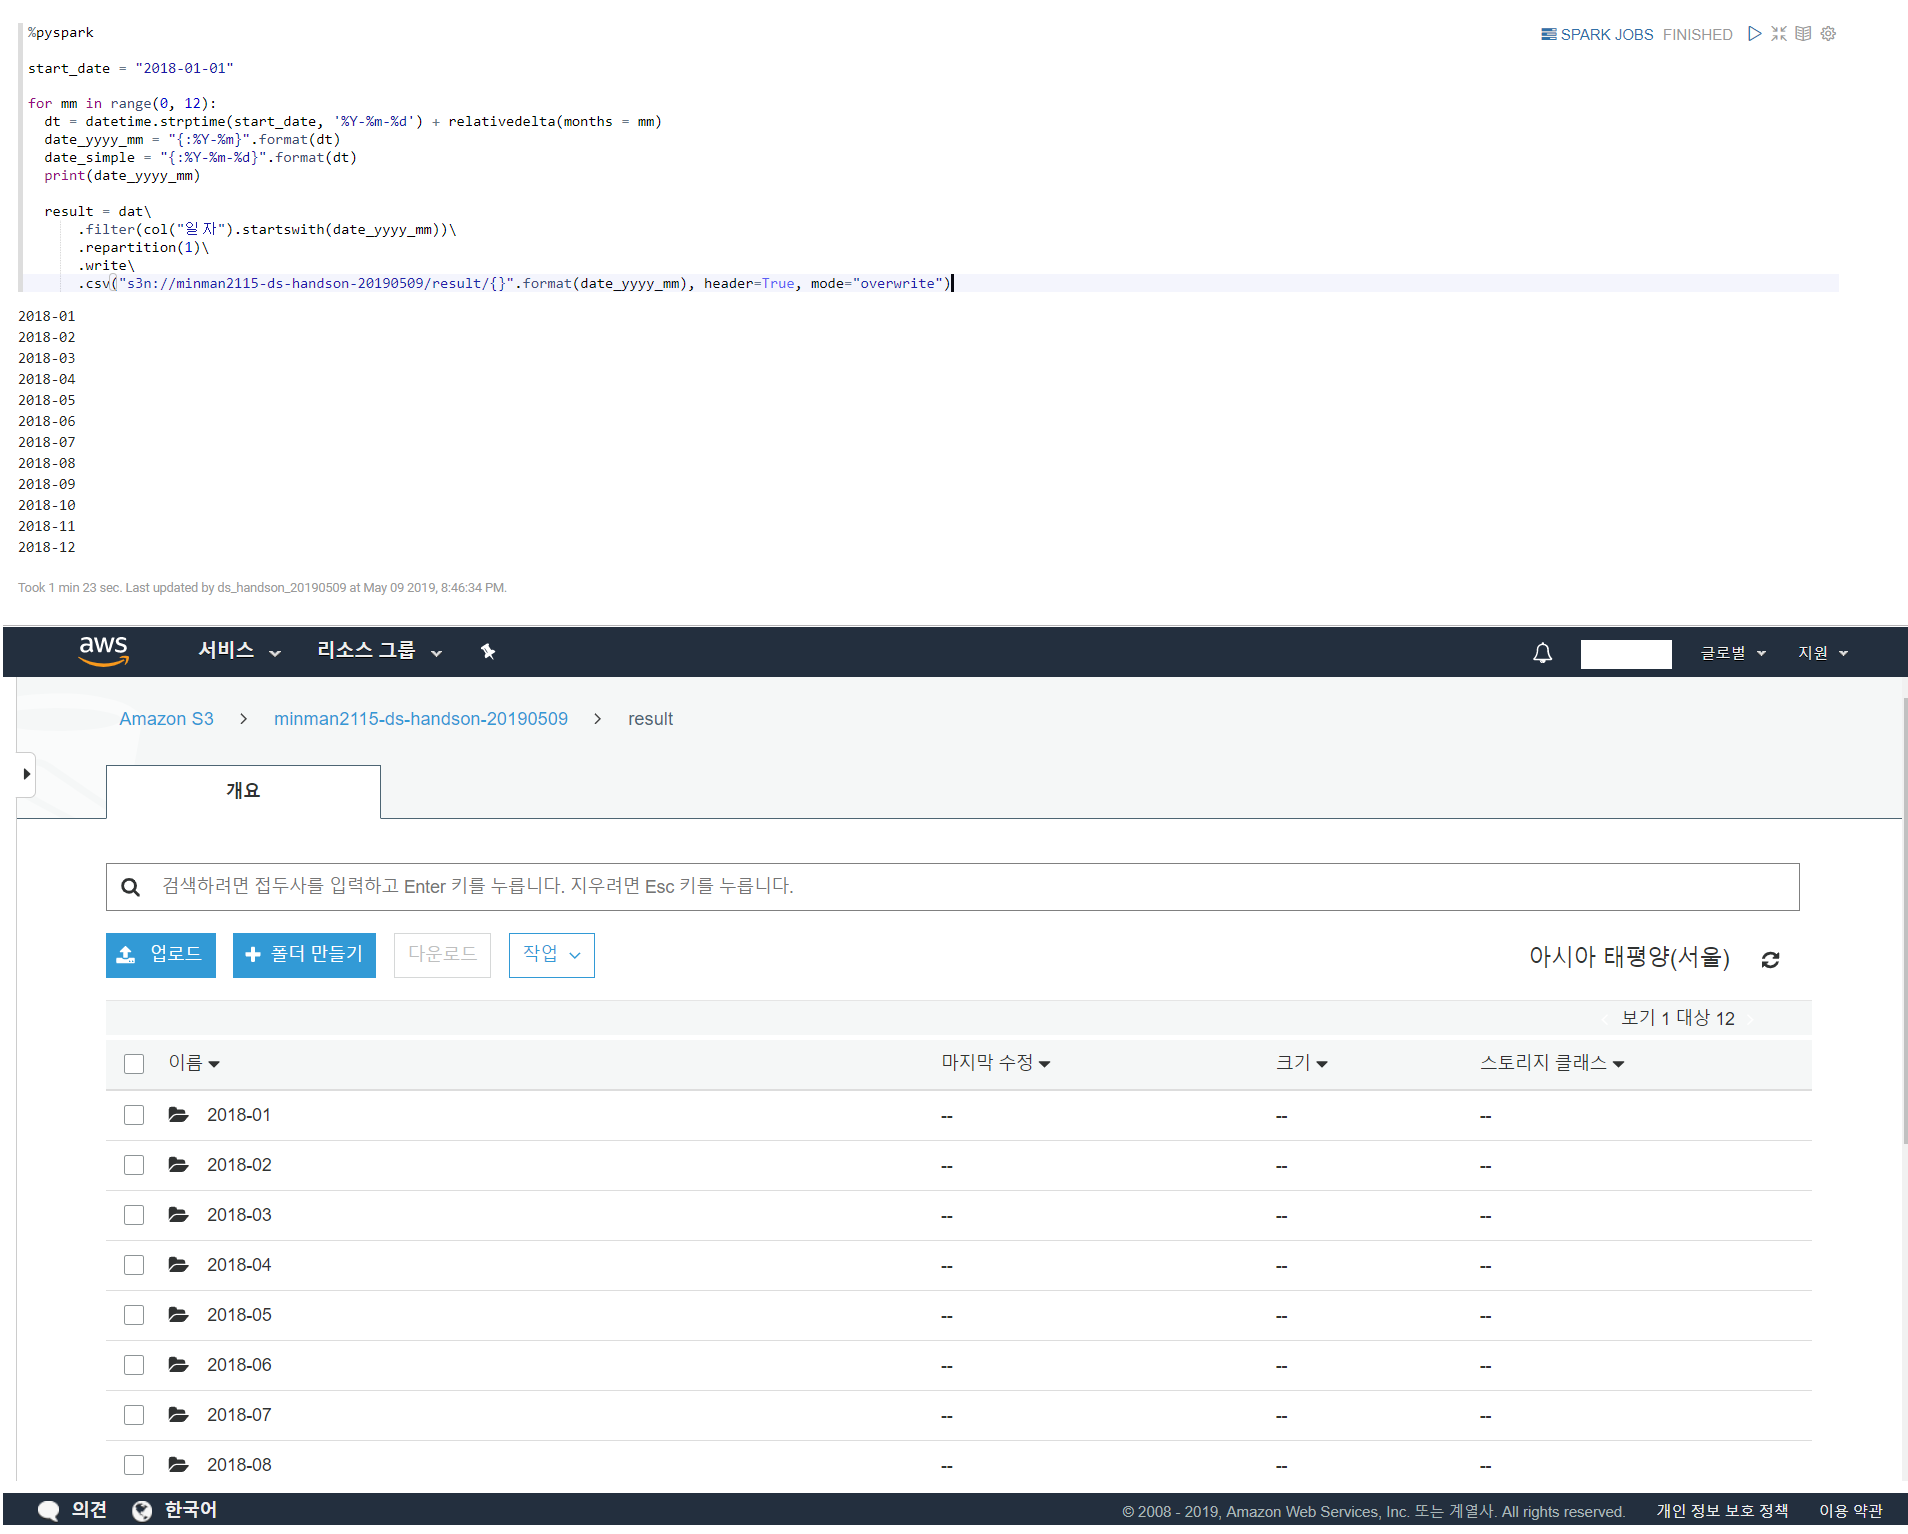 %pyspark
SPARK JOBS FINISHED
start_date = "2018-01-01"
for mm in range(0, 12):
dt = datetime.strptime(start_date, '%Y-%m-%d') + relativedelta(months = mm)
date_yyyy_mm = "{:%Y-%m}".format(dt)
date_simple = "{:%Y-%m-%d}".format(dt)
print(date_yyyy_mm)
result = dat\
.filter(col("일자").startswith(date_yyyy_mm))\
.repartition(1)\
.write\
.csv("s3n://minman2115-ds-handson-20190509/result/{}".format(date_yyyy_mm), header=True, mode="overwrite")
2018-01
2018-02
2018-03
2018-04
2018-05
2018-06
2018-07
2018-08
2018-09
2018-10
2018-11
2018-12
Took 1 min 23 sec. Last updated by ds_handson_20190509 at May 09 2019, 8:46:34 PM.
aws 서비스 리소스 그룹 글로벌 지원
Amazon S3 > minman2115-ds-handson-20190509 > result
개요
검색하려면 접두사를 입력하고 Enter 키를 누릅니다. 지우려면 Esc 키를 누릅니다.
업로드 + 폴더 만들기 다운로드 작업 아시아 태평양(서울)
보기 1 대상 12
이름 마지막 수정 크기 스토리지 클래스
2018-01 -- -- --
2018-02 -- -- --
2018-03 -- -- --
2018-04 -- -- --
2018-05 -- -- --
2018-06 -- -- --
2018-07 -- -- --
2018-08 -- -- --
의견 한국어 © 2008 - 2019, Amazon Web Services, Inc. 또는 계열사. All rights reserved. 개인 정보 보호 정책 이용 약관